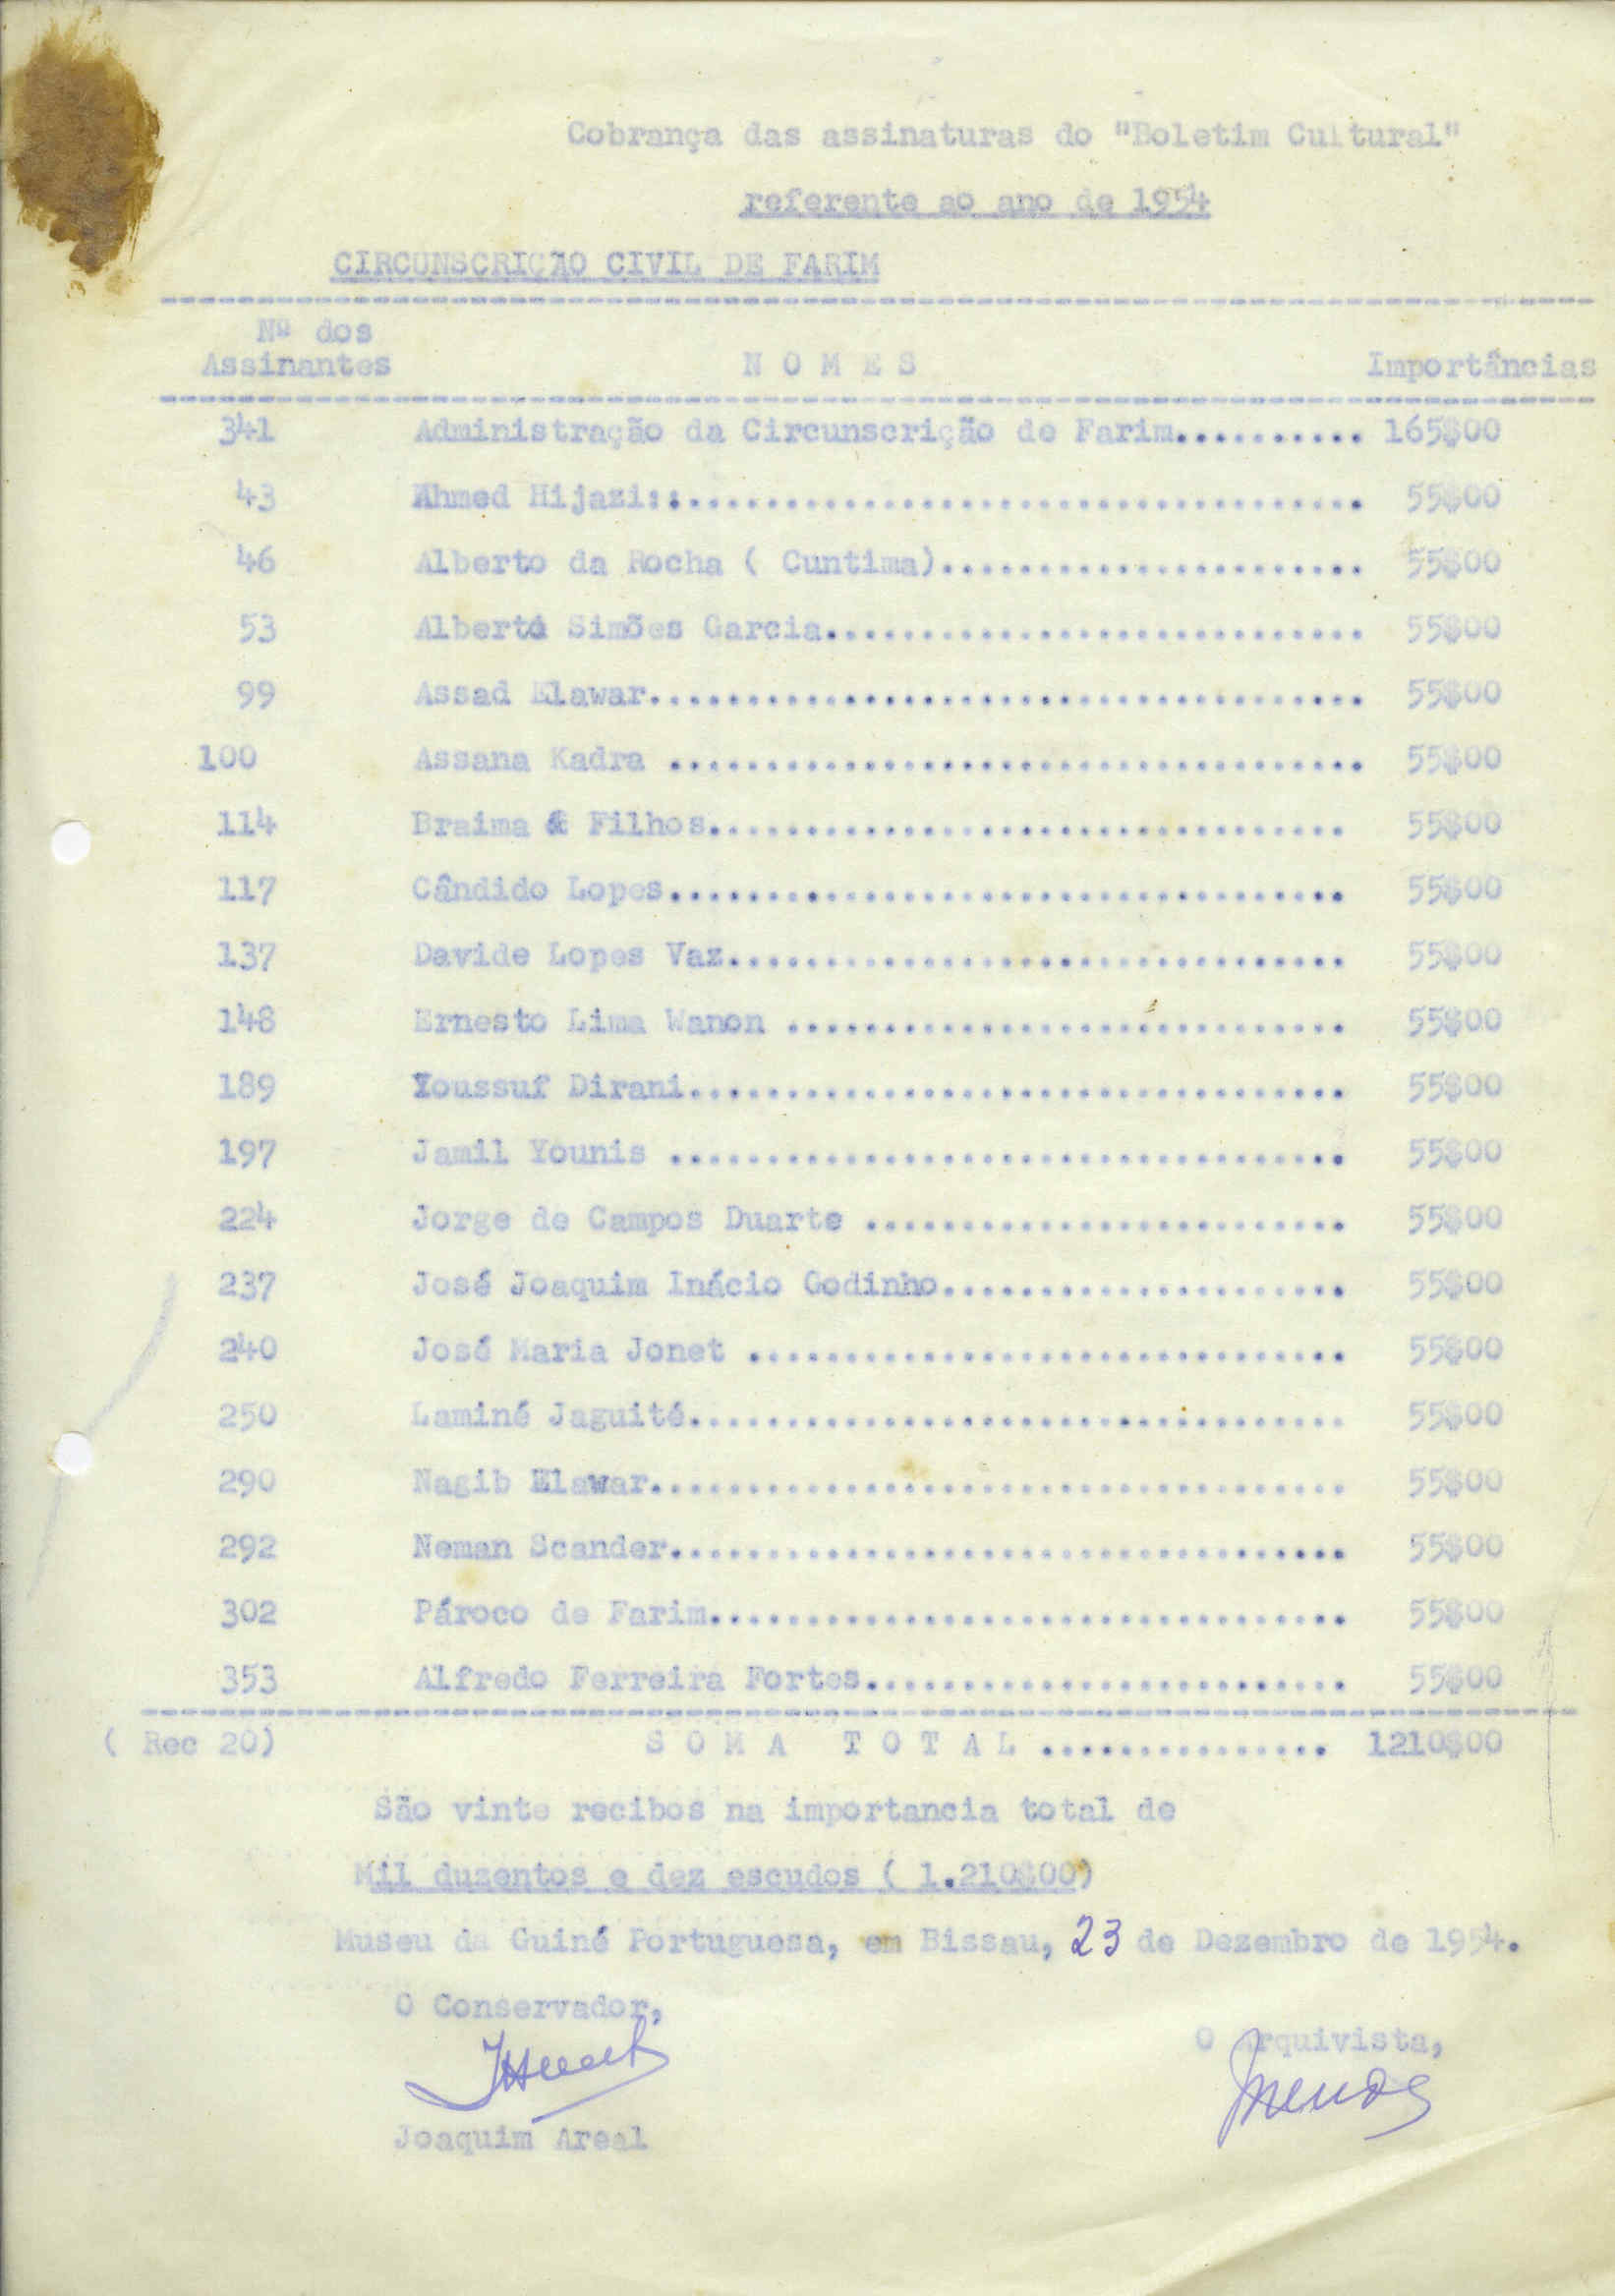 Cobrança das assinaturas do "Boletim Cultural"
referente ao ano de 1954
CIRCUNSCRIÇÃO CIVIL DE FARIM
Nº dos
Assinantes N O M E S Importâncias
341 Administração da Circunscrição de Farim.......... 165$00
43 Ahmed Hijazi::................................... 55$00
46 Alberto da Rocha ( Cuntima)...................... 55$00
53 Alberto Simões Garcia............................ 55$00
99 Assad Elawar..................................... 55$00
100 Assana Kadra .................................... 55$00
114 Braima & Filhos................................. 55$00
117 Cândido Lopes................................... 55$00
137 Davide Lopes Vaz................................ 55$00
148 Ernesto Lima Wanon ............................. 55$00
189 Youssuf Dirani.................................. 55$00
197 Jamil Younis ................................... 55$00
224 Jorge de Campos Duarte ......................... 55$00
237 José Joaquim Inácio Godinho..................... 55$00
240 José Maria Jonet ............................... 55$00
250 Laminé Jaguité.................................. 55$00
290 Nagib Elawar.................................... 55$00
292 Neman Scander................................... 55$00
302 Pároco de Farim................................. 55$00
353 Alfredo Ferreira Fortes......................... 55$00
( Rec 20) S O M A T O T A L ............... 1210$00
São vinte recibos na importancia total de
Mil duzentos e dez escudos ( 1.210$00)
Museu da Guiné Portuguesa, em Bissau, 23 de Dezembro de 1954.
O Conservador,
O Arquivista,
Joaquim Areal